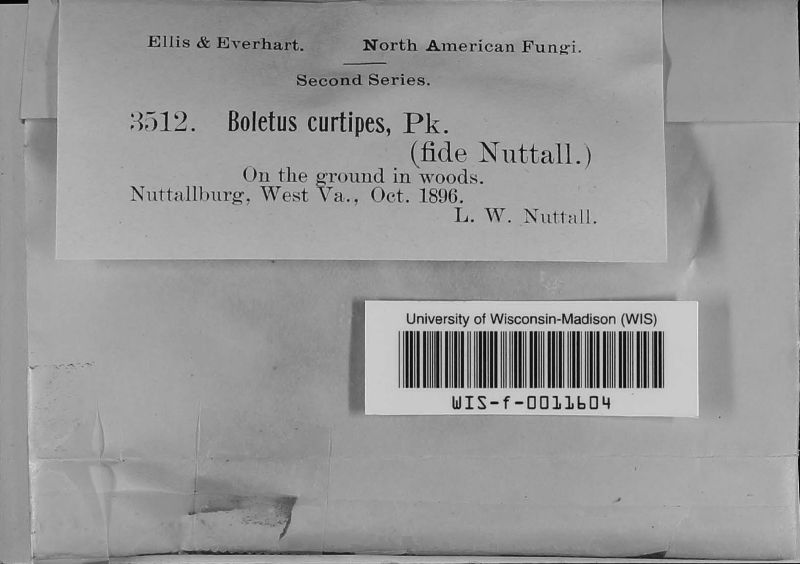 Ellis & Everhart. North American Fungi.
Second Series.
3512. Boletus curtipes, Pk.
(fide Nuttall.)
On the ground in woods.
Nuttallburg, West Va., Oct. 1896.
L. W. Nuttall.
University of Wisconsin-Madison (WIS)
WIS-f-0011604